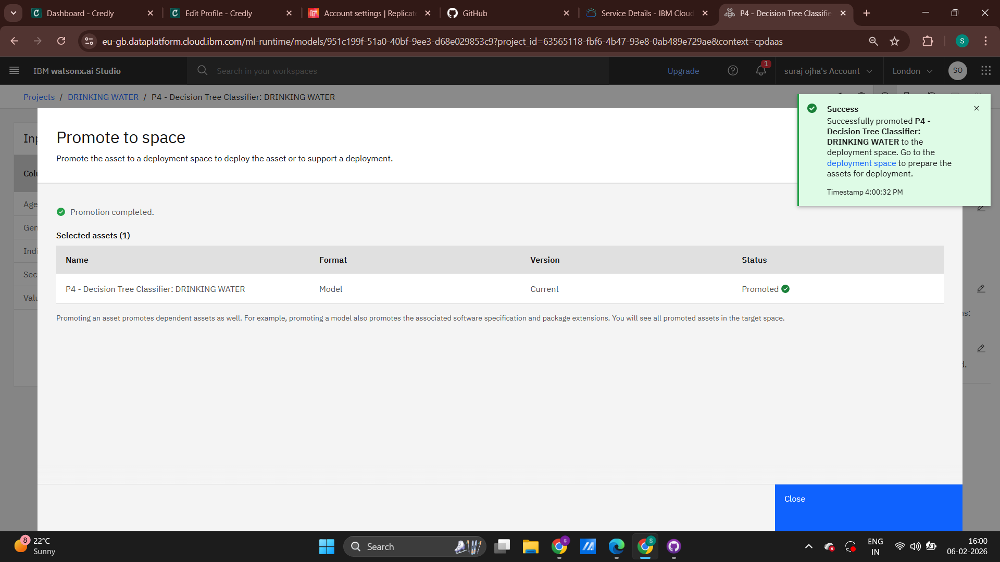 Dashboard - Credly
Edit Profile - Credly
Account settings | Replicat
GitHub
Service Details - IBM Cloud
P4 - Decision Tree Classifie
eu-gb.dataplatform.cloud.ibm.com/ml-runtime/models/951c199f-51a0-40bf-9ee3-d68e029853c9?project_id=63565118-fbf6-4b47-93e8-0ab489e729ae&context=cpdaas
S
IBM watsonx.ai Studio
Search in your workspaces
Upgrade
1
suraj ojha's Account
London
SO
Projects / DRINKING WATER / P4 - Decision Tree Classifier: DRINKING WATER
Success
Successfully promoted P4 -
Decision Tree Classifier:
DRINKING WATER to the
deployment space. Go to the
deployment space to prepare the
assets for deployment.
Timestamp 4:00:32 PM
Inp
Colu
Age
Gen
Indi
Sec
Valu
Promote to space
Promote the asset to a deployment space to deploy the asset or to support a deployment.
Promotion completed.
Selected assets (1)
Name Format Version Status
P4 - Decision Tree Classifier: DRINKING WATER Model Current Promoted
Promoting an asset promotes dependent assets as well. For example, promoting a model also promotes the associated software specification and package extensions. You will see all promoted assets in the target space.
ns:
d.
Close
8
22°C
Sunny
Search
S
S
ENG
IN
16:00
06-02-2026